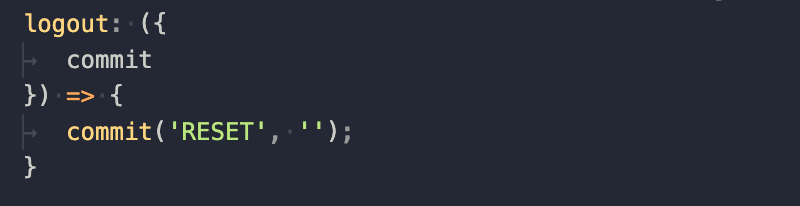 logout: ({
commit
}) => {
commit('RESET', '');
}